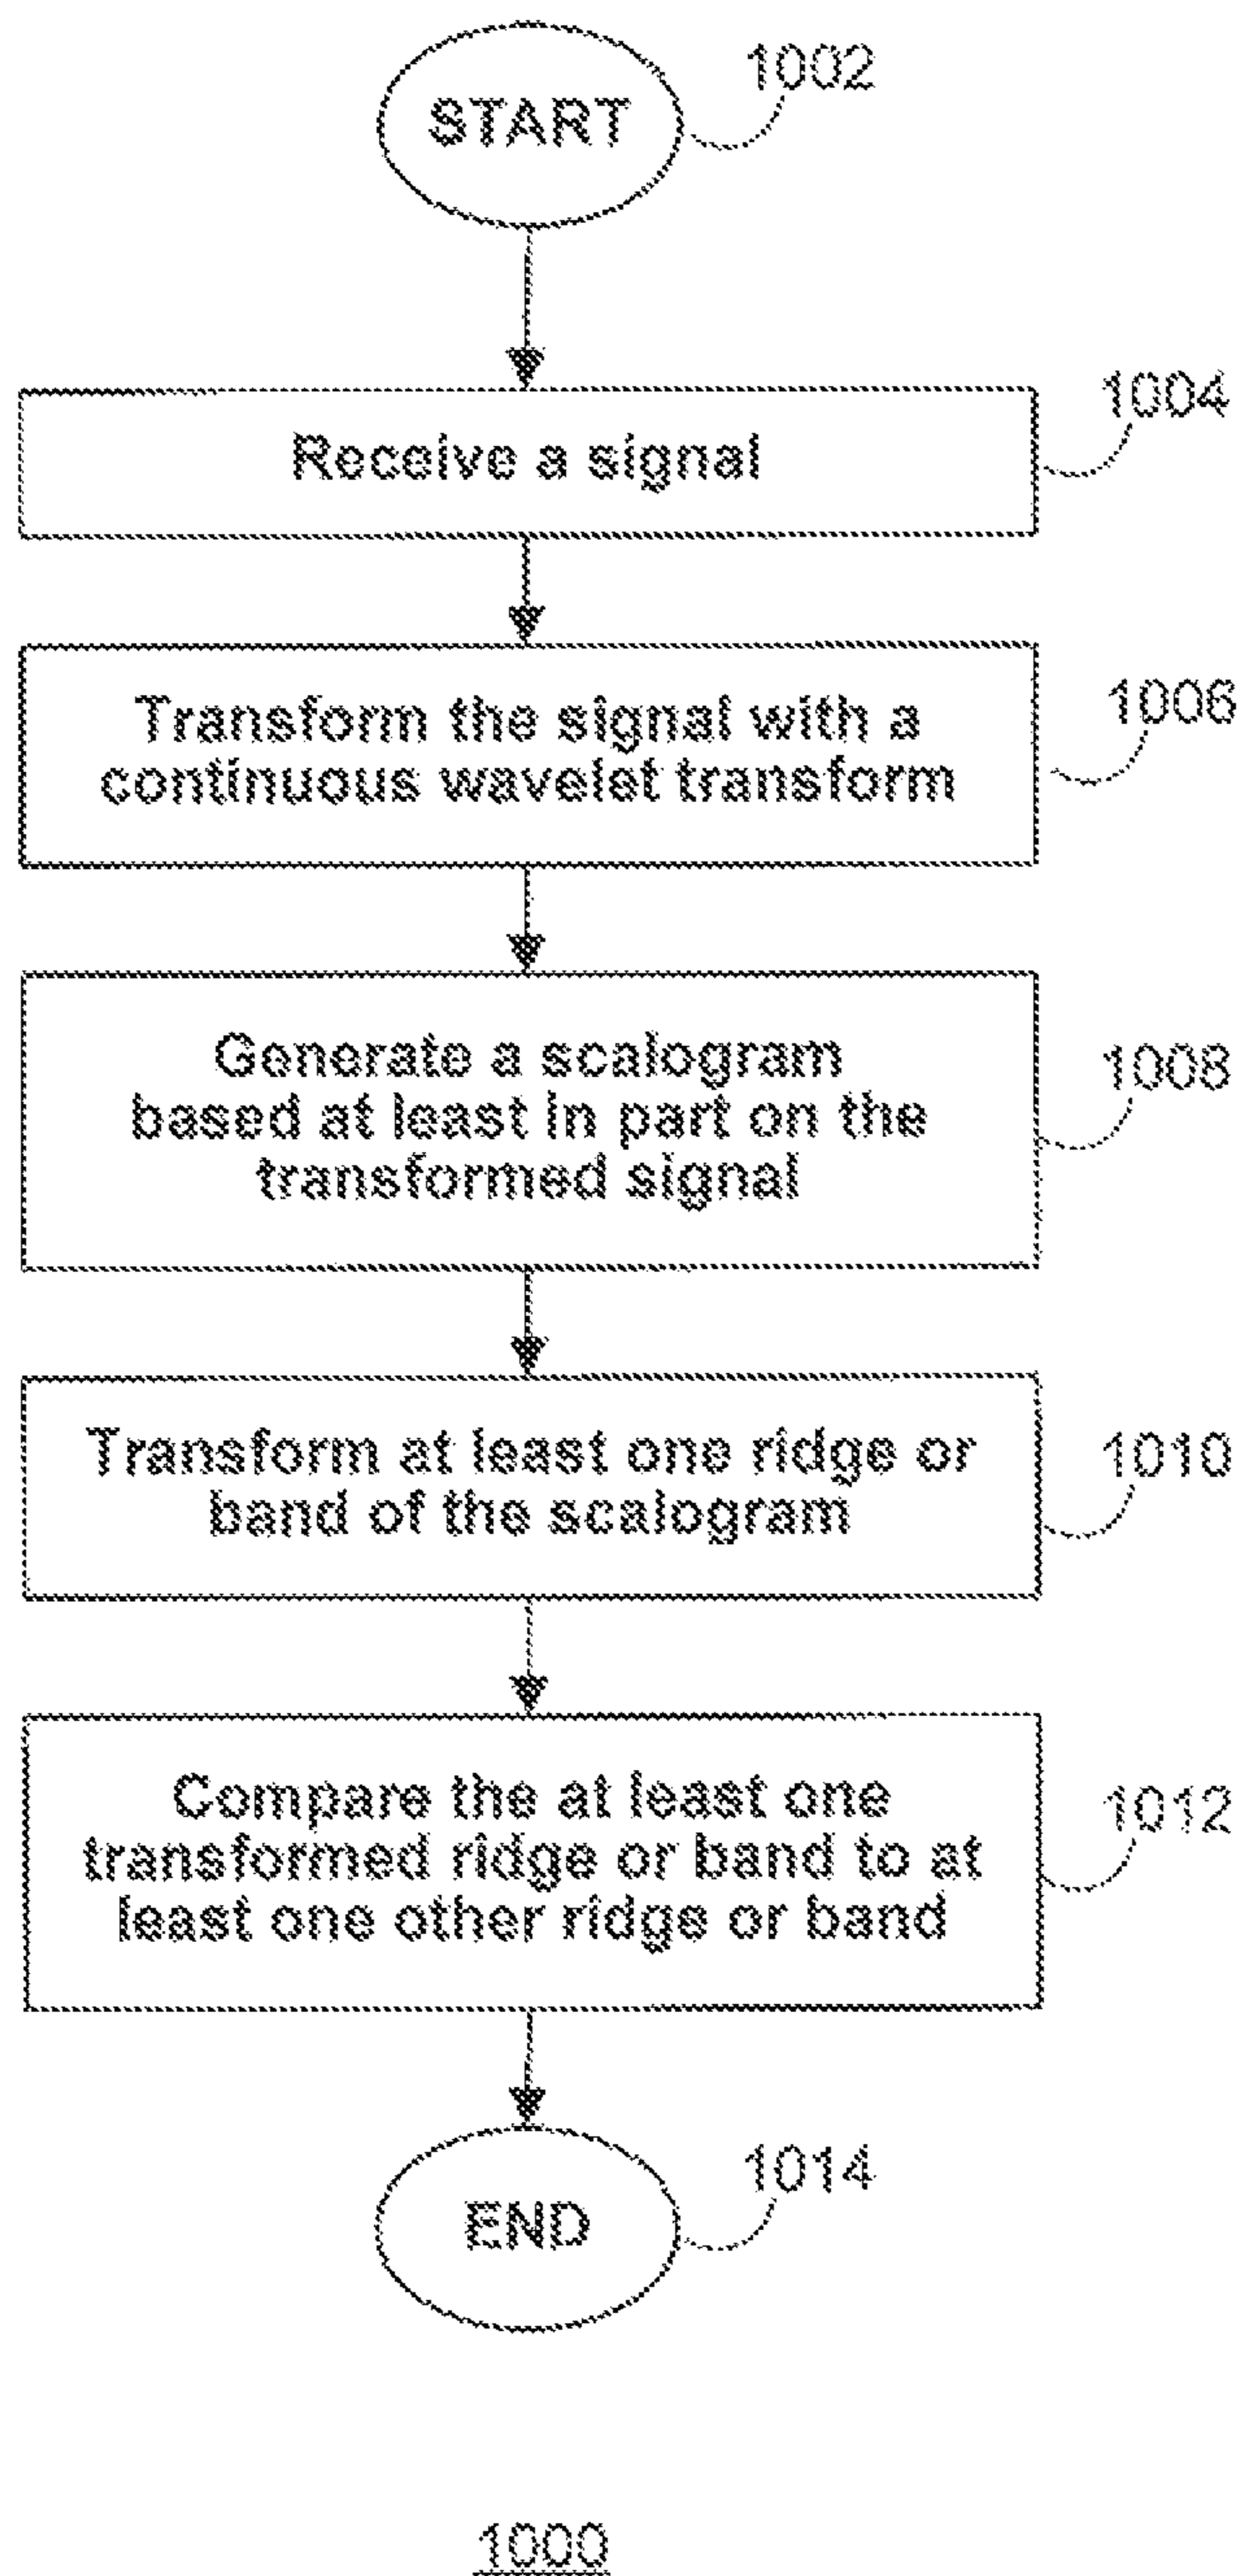 1002
START
1004
Receive a signal
1006
Transform the signal with a
continuous wavelet transform
1008
Generate a scalogram
based at least in part on the
transformed signal
1010
Transform at least one ridge or
band of the scalogram
1012
Compare the at least one
transformed ridge or band to at
least one other ridge or band
1014
END
1000